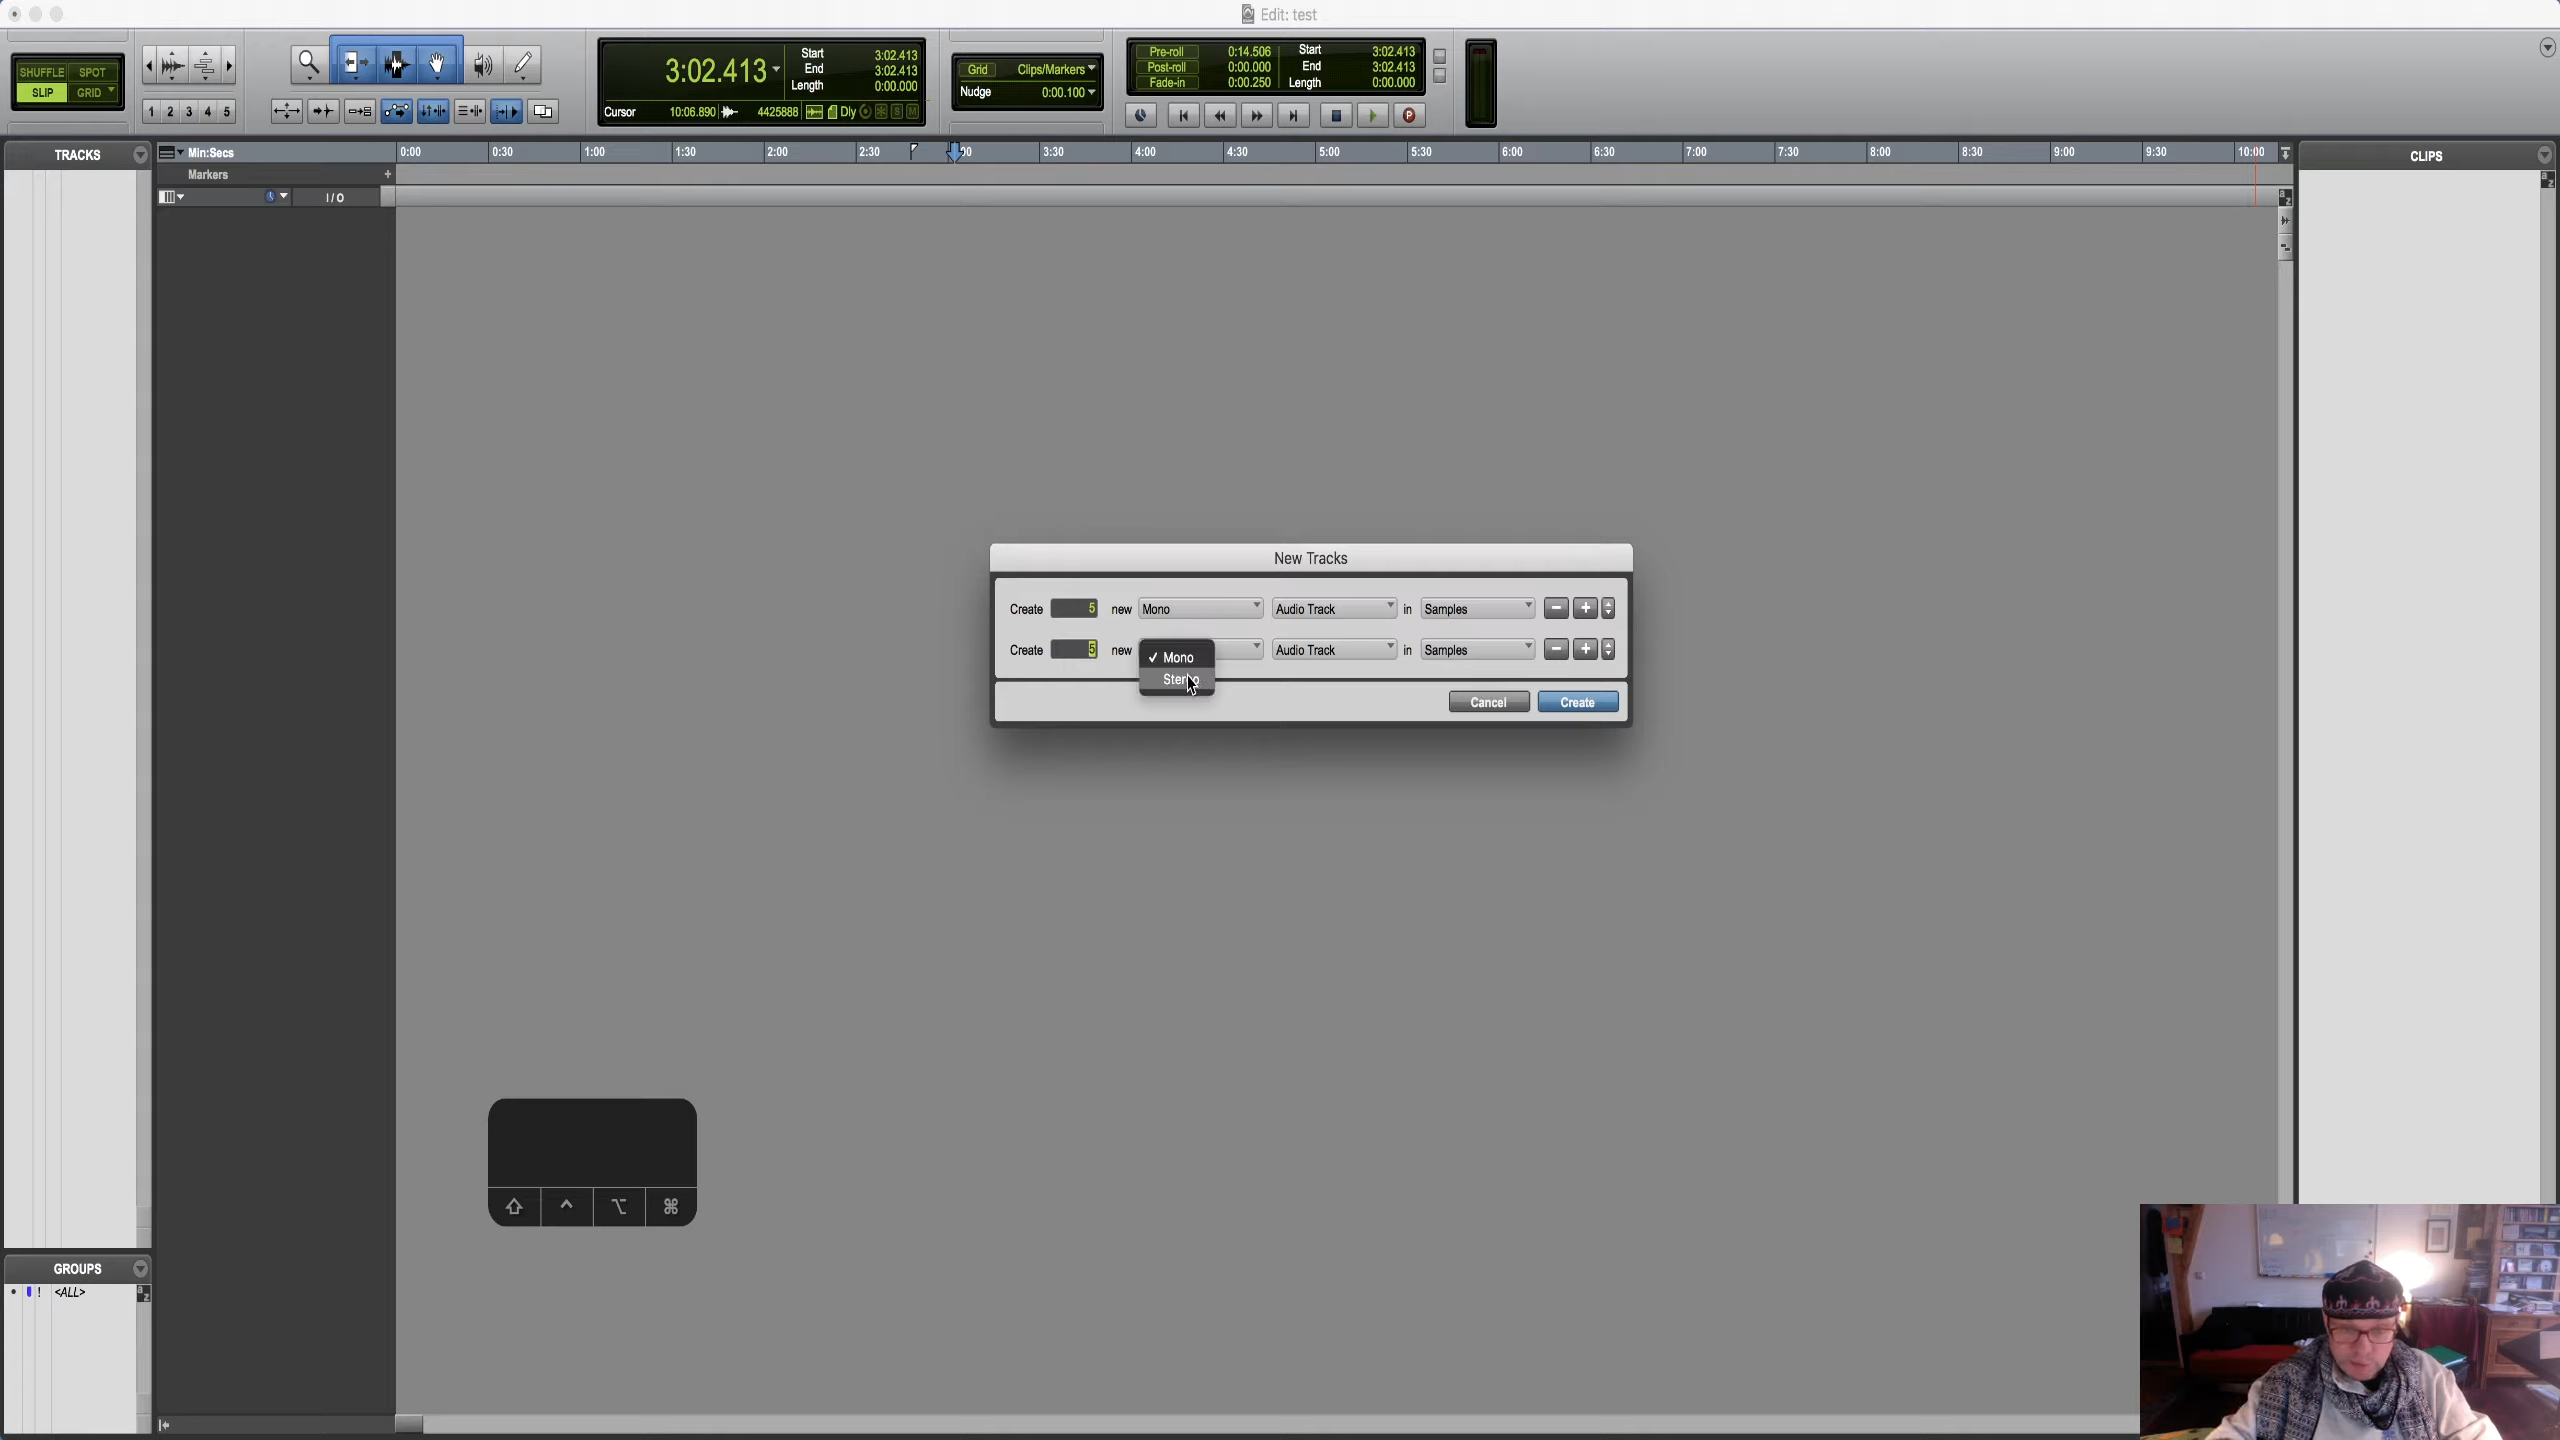 Edit: test
SHUFFLE SPOT
SLIP GRID
1 2 3 4 5
3:02.413
Start 3:02.413
End 3:02.413
Length 0:00.000
Cursor 10:06.890 4425888 Dly S M
Grid Clips/Markers
Nudge 0:00.100
Pre-roll 0:14.506 Start 3:02.413
Post-roll 0:00.000 End 3:02.413
Fade-in 0:00.250 Length 0:00.000
P
TRACKS
Min:Secs 0:00 0:30 1:00 1:30 2:00 2:30 3:30 4:00 4:30 5:00 5:30 6:00 6:30 7:00 7:30 8:00 8:30 9:00 9:30 10:00
CLIPS
Markers +
I / O
a z
New Tracks
Create 5 new Mono Audio Track in Samples
Create 5 new Audio Track in Samples
✓ Mono
Stereo
Cancel Create
⇧ ^ ⌥ ⌘
GROUPS
• ! <ALL> a z